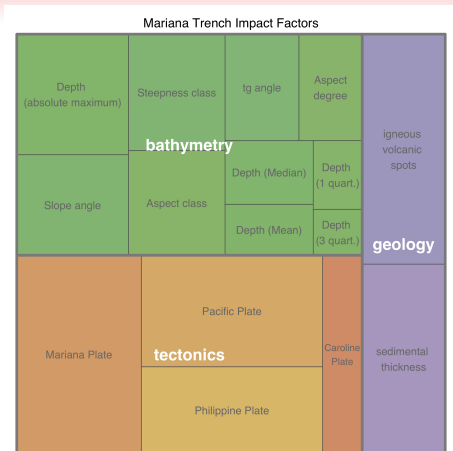 Mariana Trench Impact Factors
Depth
(absolute maximum)
Steepness class
tg angle
Aspect
degree
igneous
volcanic
spots
bathymetry
Slope angle
Aspect class
Depth (Median)
Depth
(1 quart.)
Depth (Mean)
Depth
(3 quart.)
geology
Mariana Plate
Pacific Plate
tectonics
Caroline
Plate
Philippine Plate
sedimental
thickness